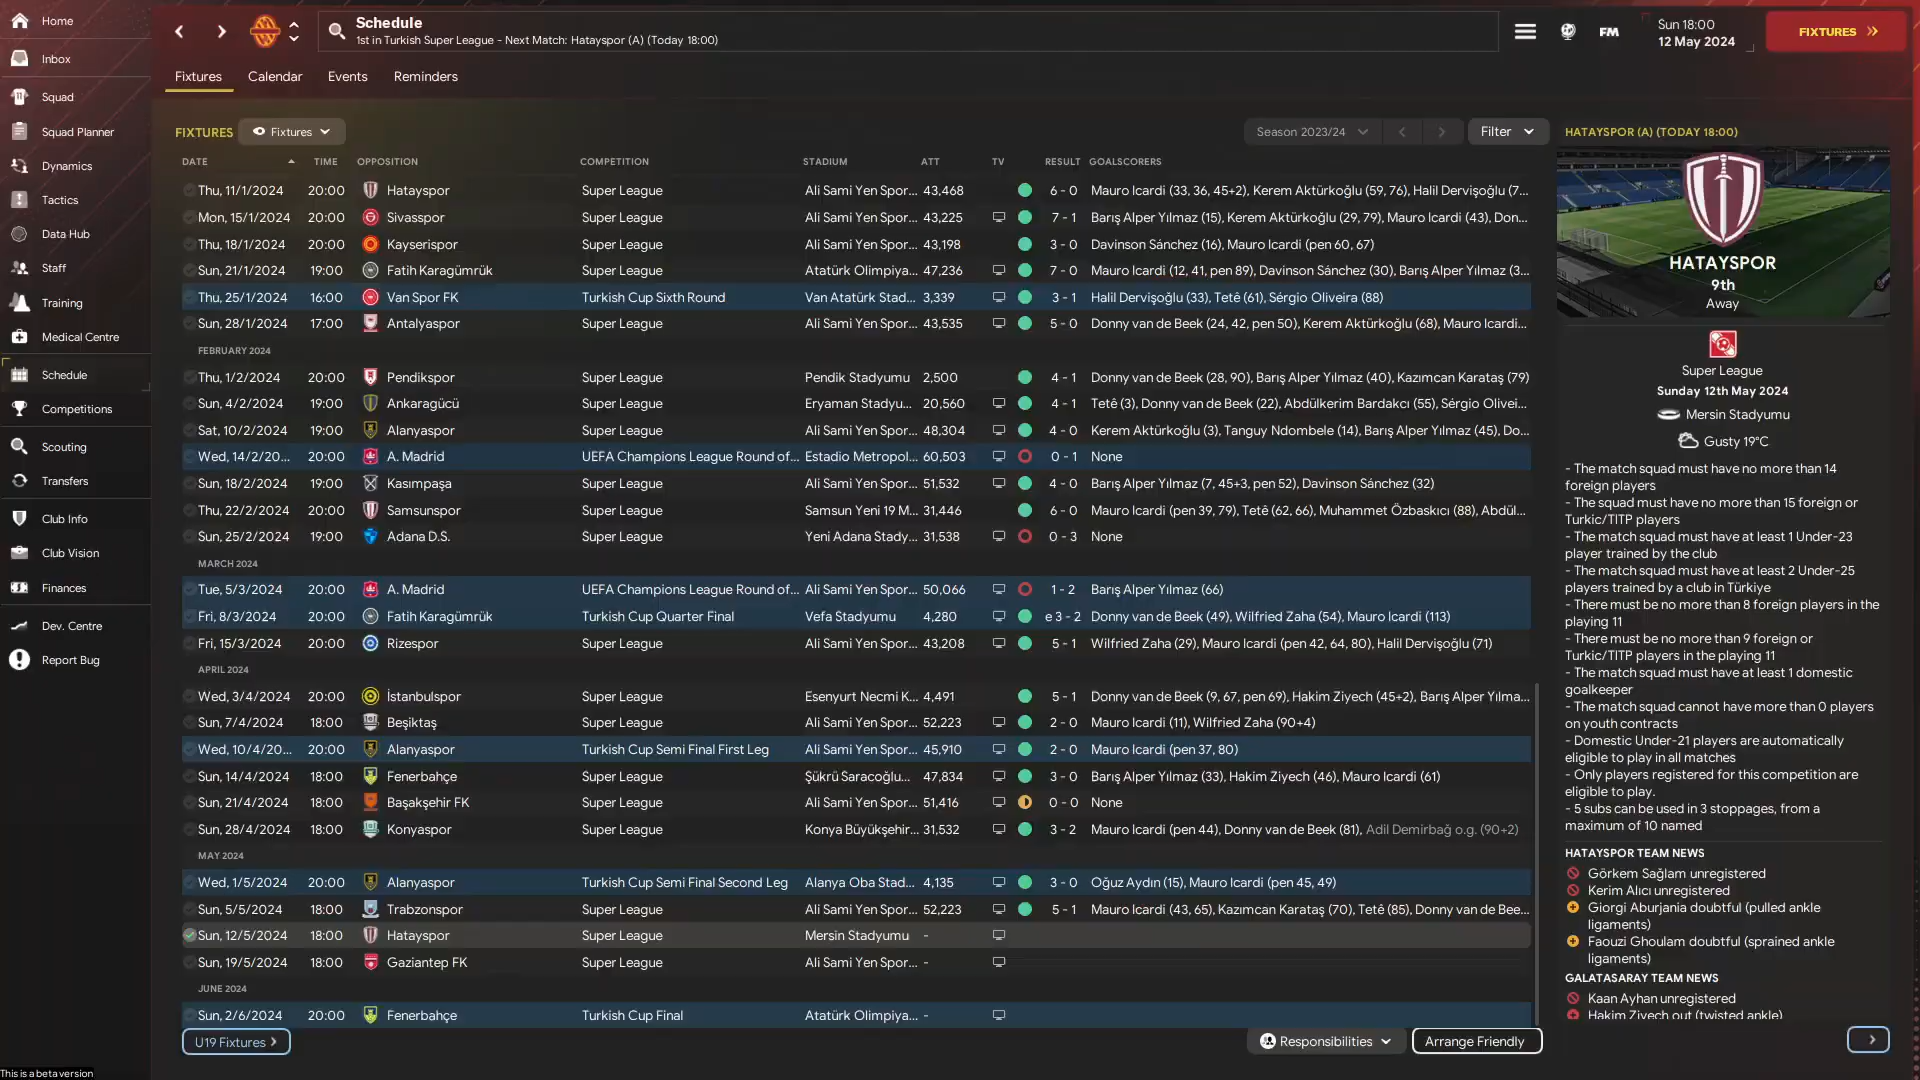 Home
Inbox
Squad
Squad Planner
Dynamics
Tactics
Data Hub
Staff
Training
Medical Centre
Schedule
Competitions
Scouting
Transfers
Club Info
Club Vision
Finances
Dev. Centre
Report Bug
This is a beta version
Schedule
1st in Turkish Super League - Next Match: Hatayspor (A) (Today 18:00)
FM
Sun 18:00
12 May 2024
FIXTURES
Fixtures Calendar Events Reminders
FIXTURES Fixtures Season 2023/24 Filter
DATE TIME OPPOSITION COMPETITION STADIUM ATT TV RESULT GOALSCORERS
Thu, 11/1/2024 20:00 Hatayspor Super League Ali Sami Yen Spor... 43,468 6 - 0 Mauro Icardi (33, 36, 45+2), Kerem Aktürkoğlu (59, 76), Halil Dervişoğlu (7...
Mon, 15/1/2024 20:00 Sivasspor Super League Ali Sami Yen Spor... 43,225 7 - 1 Barış Alper Yılmaz (15), Kerem Aktürkoğlu (29, 79), Mauro Icardi (43), Don...
Thu, 18/1/2024 20:00 Kayserispor Super League Ali Sami Yen Spor... 43,198 3 - 0 Davinson Sánchez (16), Mauro Icardi (pen 60, 67)
Sun, 21/1/2024 19:00 Fatih Karagümrük Super League Atatürk Olimpiya... 47,236 7 - 0 Mauro Icardi (12, 41, pen 89), Davinson Sánchez (30), Barış Alper Yılmaz (3...
Thu, 25/1/2024 16:00 Van Spor FK Turkish Cup Sixth Round Van Atatürk Stad... 3,339 3 - 1 Halil Dervişoğlu (33), Tetê (61), Sérgio Oliveira (88)
Sun, 28/1/2024 17:00 Antalyaspor Super League Ali Sami Yen Spor... 43,535 5 - 0 Donny van de Beek (24, 42, pen 50), Kerem Aktürkoğlu (68), Mauro Icardi...
FEBRUARY 2024
Thu, 1/2/2024 20:00 Pendikspor Super League Pendik Stadyumu 2,500 4 - 1 Donny van de Beek (28, 90), Barış Alper Yılmaz (40), Kazımcan Karataş (79)
Sun, 4/2/2024 19:00 Ankaragücü Super League Eryaman Stadyu... 20,560 4 - 1 Tetê (3), Donny van de Beek (22), Abdülkerim Bardakcı (55), Sérgio Olivei...
Sat, 10/2/2024 19:00 Alanyaspor Super League Ali Sami Yen Spor... 48,304 4 - 0 Kerem Aktürkoğlu (3), Tanguy Ndombele (14), Barış Alper Yılmaz (45), Do...
Wed, 14/2/20... 20:00 A. Madrid UEFA Champions League Round of... Estadio Metropol... 60,503 0 - 1 None
Sun, 18/2/2024 19:00 Kasımpaşa Super League Ali Sami Yen Spor... 51,532 4 - 0 Barış Alper Yılmaz (7, 45+3, pen 52), Davinson Sánchez (32)
Thu, 22/2/2024 20:00 Samsunspor Super League Samsun Yeni 19 M... 31,446 6 - 0 Mauro Icardi (pen 39, 79), Tetê (62, 66), Muhammet Özbaskıcı (88), Abdül...
Sun, 25/2/2024 19:00 Adana D.S. Super League Yeni Adana Stady... 31,538 0 - 3 None
MARCH 2024
Tue, 5/3/2024 20:00 A. Madrid UEFA Champions League Round of... Ali Sami Yen Spor... 50,066 1 - 2 Barış Alper Yılmaz (66)
Fri, 8/3/2024 20:00 Fatih Karagümrük Turkish Cup Quarter Final Vefa Stadyumu 4,280 e 3 - 2 Donny van de Beek (49), Wilfried Zaha (54), Mauro Icardi (113)
Fri, 15/3/2024 20:00 Rizespor Super League Ali Sami Yen Spor... 43,208 5 - 1 Wilfried Zaha (29), Mauro Icardi (pen 42, 64, 80), Halil Dervişoğlu (71)
APRIL 2024
Wed, 3/4/2024 20:00 İstanbulspor Super League Esenyurt Necmi K... 4,491 5 - 1 Donny van de Beek (9, 67, pen 69), Hakim Ziyech (45+2), Barış Alper Yılma...
Sun, 7/4/2024 18:00 Beşiktaş Super League Ali Sami Yen Spor... 52,223 2 - 0 Mauro Icardi (11), Wilfried Zaha (90+4)
Wed, 10/4/20... 20:00 Alanyaspor Turkish Cup Semi Final First Leg Ali Sami Yen Spor... 45,910 2 - 0 Mauro Icardi (pen 37, 80)
Sun, 14/4/2024 18:00 Fenerbahçe Super League Şükrü Saracoğlu... 47,834 3 - 0 Barış Alper Yılmaz (33), Hakim Ziyech (46), Mauro Icardi (61)
Sun, 21/4/2024 18:00 Başakşehir FK Super League Ali Sami Yen Spor... 51,416 0 - 0 None
Sun, 28/4/2024 18:00 Konyaspor Super League Konya Büyükşehir... 31,532 3 - 2 Mauro Icardi (pen 44), Donny van de Beek (81), Adil Demirbağ o.g. (90+2)
MAY 2024
Wed, 1/5/2024 20:00 Alanyaspor Turkish Cup Semi Final Second Leg Alanya Oba Stad... 4,135 3 - 0 Oğuz Aydın (15), Mauro Icardi (pen 45, 49)
Sun, 5/5/2024 18:00 Trabzonspor Super League Ali Sami Yen Spor... 52,223 5 - 1 Mauro Icardi (43, 65), Kazımcan Karataş (70), Tetê (85), Donny van de Bee...
Sun, 12/5/2024 18:00 Hatayspor Super League Mersin Stadyumu -
Sun, 19/5/2024 18:00 Gaziantep FK Super League Ali Sami Yen Spor... -
JUNE 2024
Sun, 2/6/2024 20:00 Fenerbahçe Turkish Cup Final Atatürk Olimpiya... -
U19 Fixtures Responsibilities Arrange Friendly
HATAYSPOR (A) (TODAY 18:00)
HATAYSPOR
9th
Away
Super League
Sunday 12th May 2024
Mersin Stadyumu
Gusty 19°C
- The match squad must have no more than 14
foreign players
- The squad must have no more than 15 foreign or
Turkic/TITP players
- The match squad must have at least 1 Under-23
player trained by the club
- The match squad must have at least 2 Under-25
players trained by a club in Türkiye
- There must be no more than 8 foreign players in the
playing 11
- There must be no more than 9 foreign or
Turkic/TITP players in the playing 11
- The match squad must have at least 1 domestic
goalkeeper
- The match squad cannot have more than 0 players
on youth contracts
- Domestic Under-21 players are automatically
eligible to play in all matches
- Only players registered for this competition are
eligible to play.
- 5 subs can be used in 3 stoppages, from a
maximum of 10 named
HATAYSPOR TEAM NEWS
Görkem Sağlam unregistered
Kerim Alıcı unregistered
Giorgi Aburjania doubtful (pulled ankle
ligaments)
Faouzi Ghoulam doubtful (sprained ankle
ligaments)
GALATASARAY TEAM NEWS
Kaan Ayhan unregistered
Hakim Ziyech out (twisted ankle)